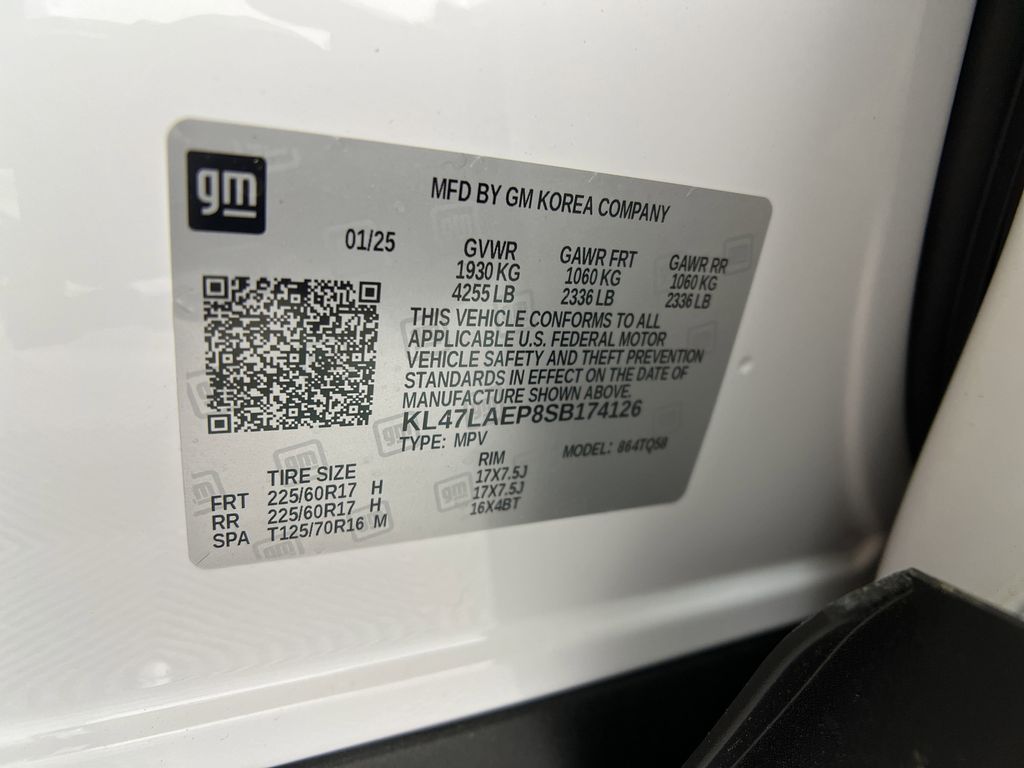 gm
MFD BY GM KOREA COMPANY
01/25
GVWR GAWR FRT GAWR RR
1930 KG 1060 KG 1060 KG
4255 LB 2336 LB 2336 LB
THIS VEHICLE CONFORMS TO ALL
APPLICABLE U.S. FEDERAL MOTOR
VEHICLE SAFETY AND THEFT PREVENTION
STANDARDS IN EFFECT ON THE DATE OF
MANUFACTURE SHOWN ABOVE.
KL47LAEP8SB174126
TYPE: MPV MODEL: 864TQ58
TIRE SIZE RIM
FRT 225/60R17 H 17X7.5J
RR 225/60R17 H 17X7.5J
SPA T125/70R16 M 16X4BT